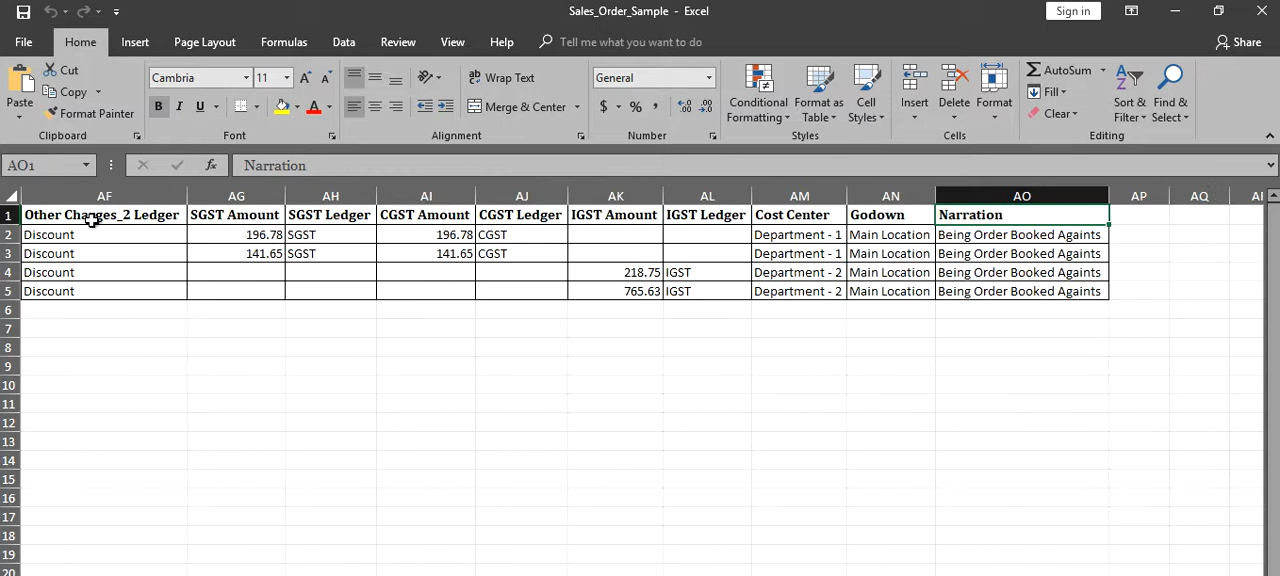 Sales_Order_Sample - Excel
Sign in
File Home Insert Page Layout Formulas Data Review View Help Tell me what you want to do Share
Paste
Cut
Copy
Format Painter
Clipboard
Cambria 11
B I U
Font
Wrap Text
Merge & Center
Alignment
General
$ % ,
Number
Conditional Formatting
Format as Table
Cell Styles
Styles
Insert
Delete
Format
Cells
AutoSum
Fill
Clear
Sort & Filter
Find & Select
Editing
AO1 fx Narration
AF AG AH AI AJ AK AL AM AN AO AP AQ
1 Other Charges_2 Ledger SGST Amount SGST Ledger CGST Amount CGST Ledger IGST Amount IGST Ledger Cost Center Godown Narration
2 Discount 196.78 SGST 196.78 CGST Department - 1 Main Location Being Order Booked Againts
3 Discount 141.65 SGST 141.65 CGST Department - 1 Main Location Being Order Booked Againts
4 Discount 218.75 IGST Department - 2 Main Location Being Order Booked Againts
5 Discount 765.63 IGST Department - 2 Main Location Being Order Booked Againts
6
7
8
9
10
11
12
13
14
15
16
17
18
19
20